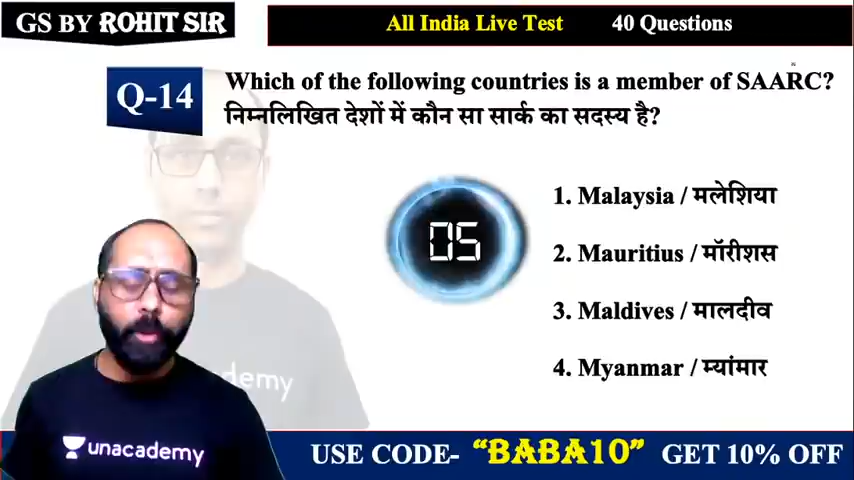 GS BY ROHIT SIR
All India Live Test 40 Questions
Q-14
Which of the following countries is a member of SAARC?
निम्नलिखित देशों में कौन सा सार्क का सदस्य है?
05
1. Malaysia / मलेशिया
2. Mauritius / मॉरीशस
3. Maldives / मालदीव
4. Myanmar / म्यांमार
demy
unacademy
USE CODE- “BABA10” GET 10% OFF